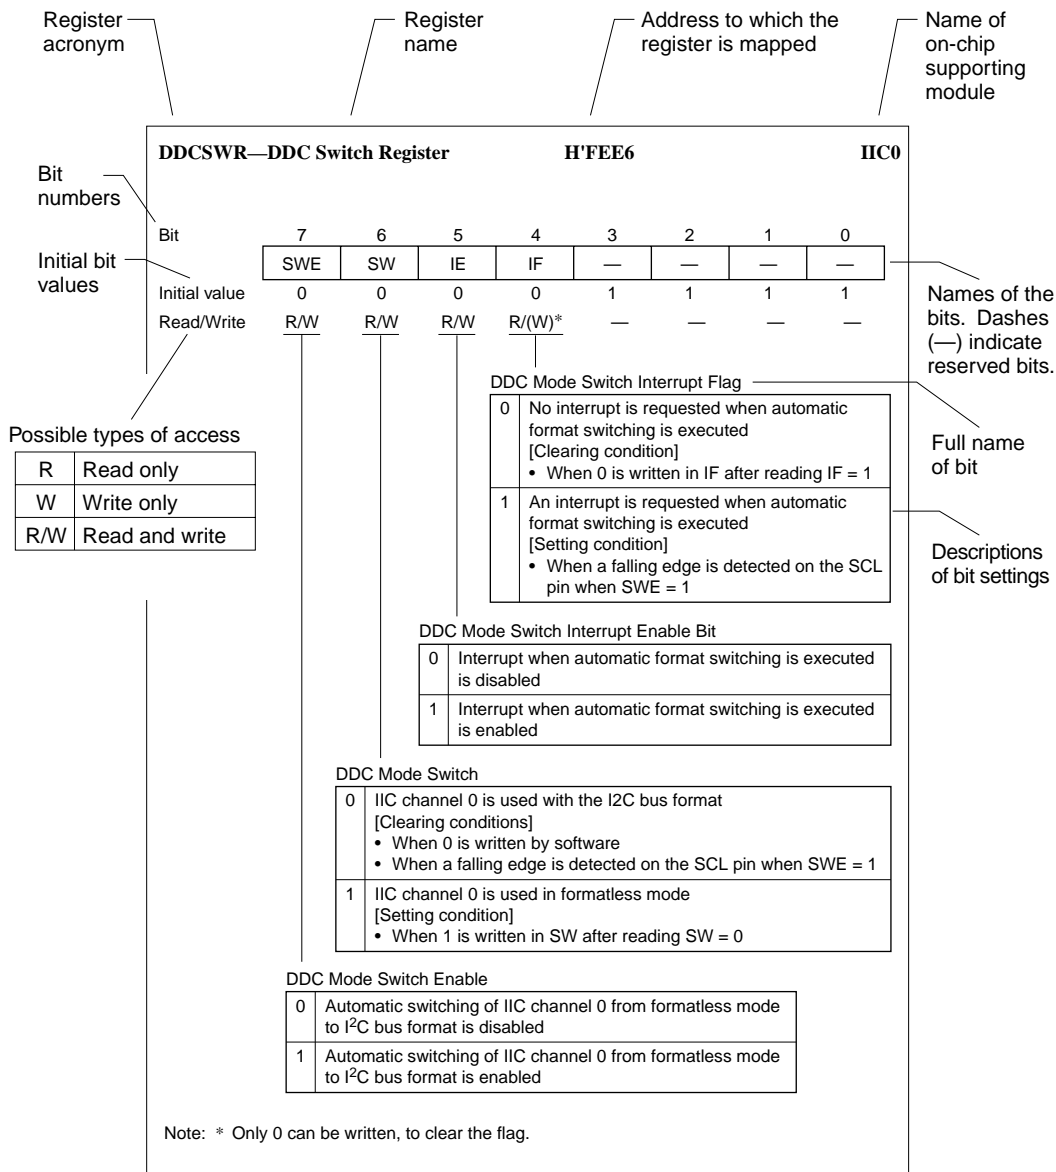 Register
acronym
Register
name
Address to which the
register is mapped
Name of
on-chip
supporting
module
DDCSWR—DDC Switch Register H'FEE6 IIC0
Bit
numbers
Bit 7 6 5 4 3 2 1 0
SWE SW IE IF — — — —
Initial bit
values
Initial value 0 0 0 0 1 1 1 1
Read/Write R/W R/W R/W R/(W)* — — — —
Names of the
bits. Dashes
(—) indicate
reserved bits.
Possible types of access
R Read only
W Write only
R/W Read and write
DDC Mode Switch Interrupt Flag
0 No interrupt is requested when automatic
format switching is executed
[Clearing condition]
• When 0 is written in IF after reading IF = 1
1 An interrupt is requested when automatic
format switching is executed
[Setting condition]
• When a falling edge is detected on the SCL
pin when SWE = 1
Full name
of bit
Descriptions
of bit settings
DDC Mode Switch Interrupt Enable Bit
0 Interrupt when automatic format switching is executed
is disabled
1 Interrupt when automatic format switching is executed
is enabled
DDC Mode Switch
0 IIC channel 0 is used with the I2C bus format
[Clearing conditions]
• When 0 is written by software
• When a falling edge is detected on the SCL pin when SWE = 1
1 IIC channel 0 is used in formatless mode
[Setting condition]
• When 1 is written in SW after reading SW = 0
DDC Mode Switch Enable
0 Automatic switching of IIC channel 0 from formatless mode
to I²C bus format is disabled
1 Automatic switching of IIC channel 0 from formatless mode
to I²C bus format is enabled
Note: * Only 0 can be written, to clear the flag.